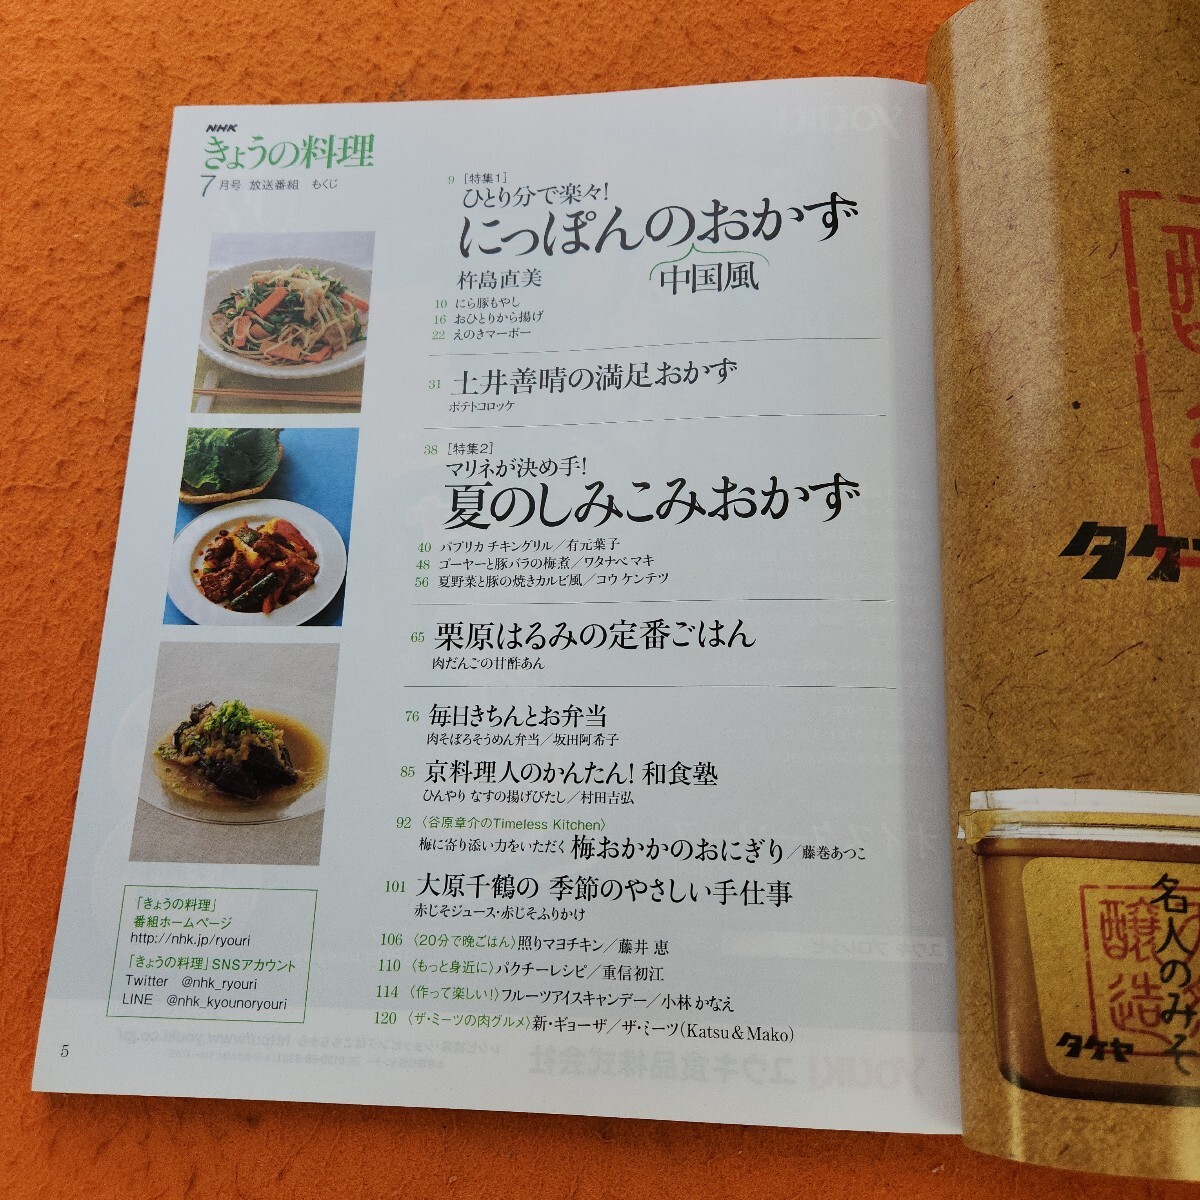 NHK
きょうの料理
7月号 放送番組 もくじ
9 [特集1]
ひとり分で楽々!
にっぽんのおかず
中国風
杵島直美
10 にら豚もやし
16 おひとりから揚げ
22 えのきマーボー
31 土井善晴の満足おかず
ポテトコロッケ
38 [特集2]
マリネが決め手!
夏のしみこみおかず
40 パプリカ チキングリル/有元葉子
48 ゴーヤーと豚バラの梅煮/ワタナベ マキ
56 夏野菜と豚の焼きカルビ風/コウ ケンテツ
65 栗原はるみの定番ごはん
肉だんごの甘酢あん
76 毎日きちんとお弁当
肉そぼろそうめん弁当/坂田阿希子
85 京料理人のかんたん! 和食塾
ひんやり なすの揚げびたし/村田吉弘
92 〈谷原章介のTimeless Kitchen〉
梅に寄り添い力をいただく 梅おかかのおにぎり/藤巻あつこ
101 大原千鶴の 季節のやさしい手仕事
赤じそジュース・赤じそふりかけ
106 〈20分で晩ごはん〉照りマヨチキン/藤井 恵
110 〈もっと身近に〉パクチーレシピ/重信初江
114 〈作って楽しい!〉フルーツアイスキャンデー/小林 かなえ
120 〈ザ・ミーツの肉グルメ〉新・ギョーザ/ザ・ミーツ(Katsu&Mako)
「きょうの料理」
番組ホームページ
http://nhk.jp/ryouri
「きょうの料理」SNSアカウント
Twitter @nhk_ryouri
LINE @nhk_kyounoryouri
5
タケ
名人のみそ
醸造
タケヤ